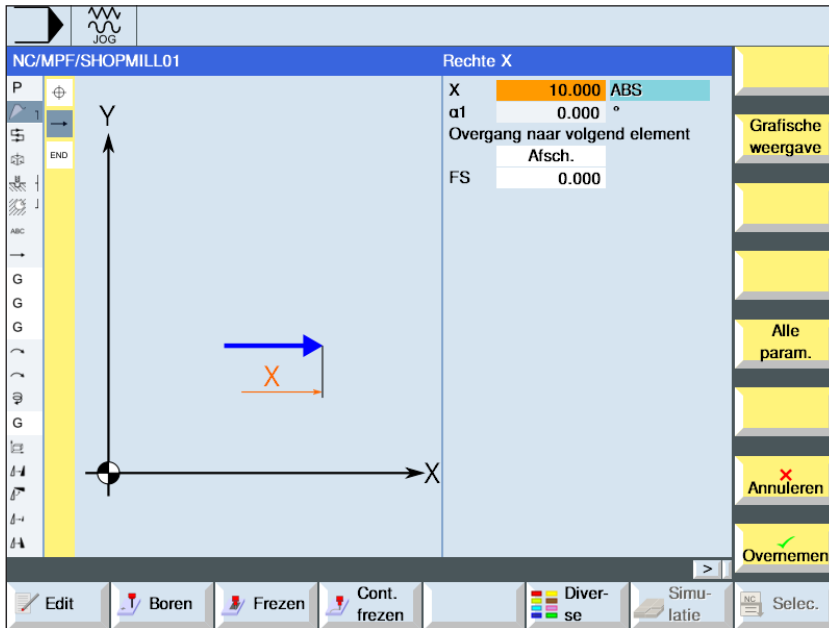 JOG
NC/MPF/SHOPMILL01
Rechte X
P
1
END
ABC
G
G
G
G
Y
X
X
X 10.000 ABS
α1 0.000 °
Overgang naar volgend element
Afsch.
FS 0.000
Grafische
weergave
Alle
param.
Annuleren
Overnemen
>
Edit
Boren
Frezen
Cont.
frezen
Diver-
se
Simu-
latie
NC
Selec.